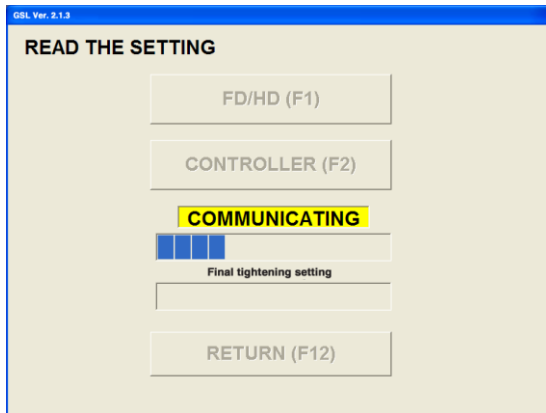 GSL Ver. 2.1.3
READ THE SETTING
FD/HD (F1)
CONTROLLER (F2)
COMMUNICATING
Final tightening setting
RETURN (F12)